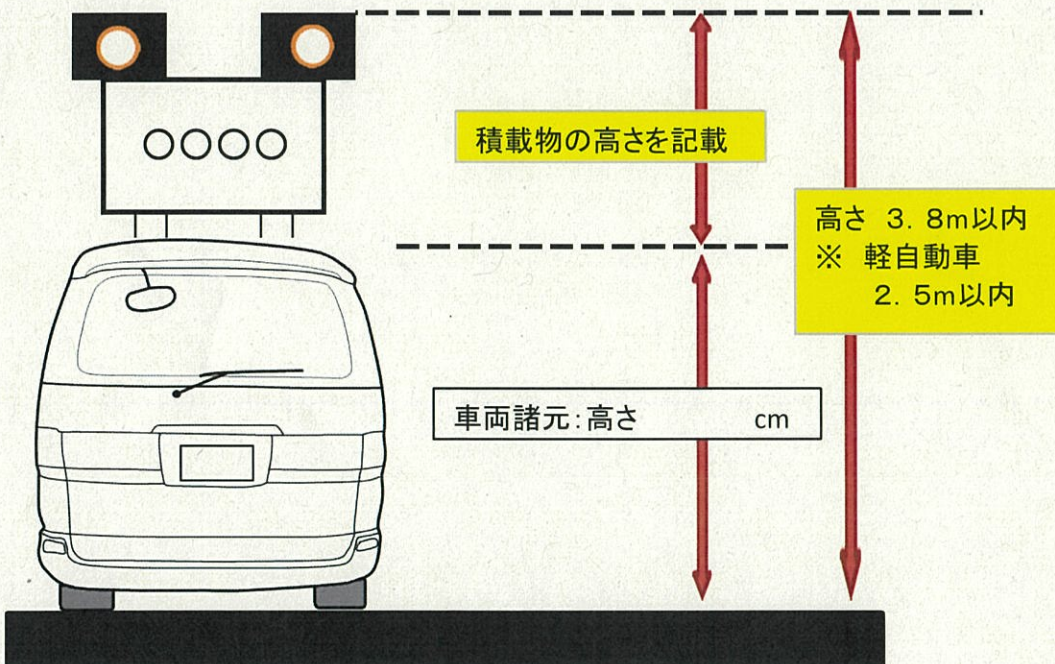 積載物の高さを記載
高さ 3.8m以内
※ 軽自動車
2.5m以内
車両諸元:高さ cm
○○○○